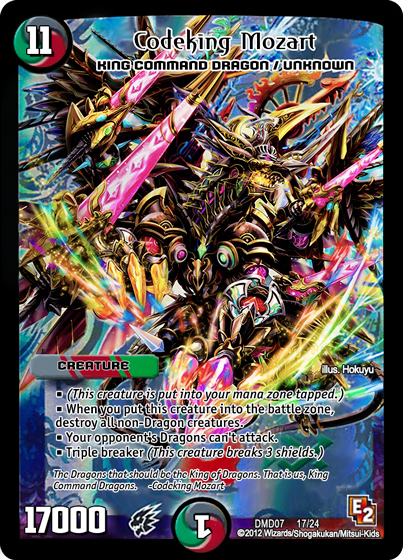 11
Codeking Mozart
KING COMMAND DRAGON / UNKNOWN
CREATURE
illus. Hokuyu
▪ (This creature is put into your mana zone tapped.)
▪ When you put this creature into the battle zone,
destroy all non-Dragon creatures.
▪ Your opponent's Dragons can't attack.
▪ Triple breaker (This creature breaks 3 shields.)
The Dragons that should be the King of Dragons. That is us, King
Command Dragons. -Codeking Mozart
17000
1
DMD07 17/24
©2012 Wizards/Shogakukan/Mitsui-Kids
E2